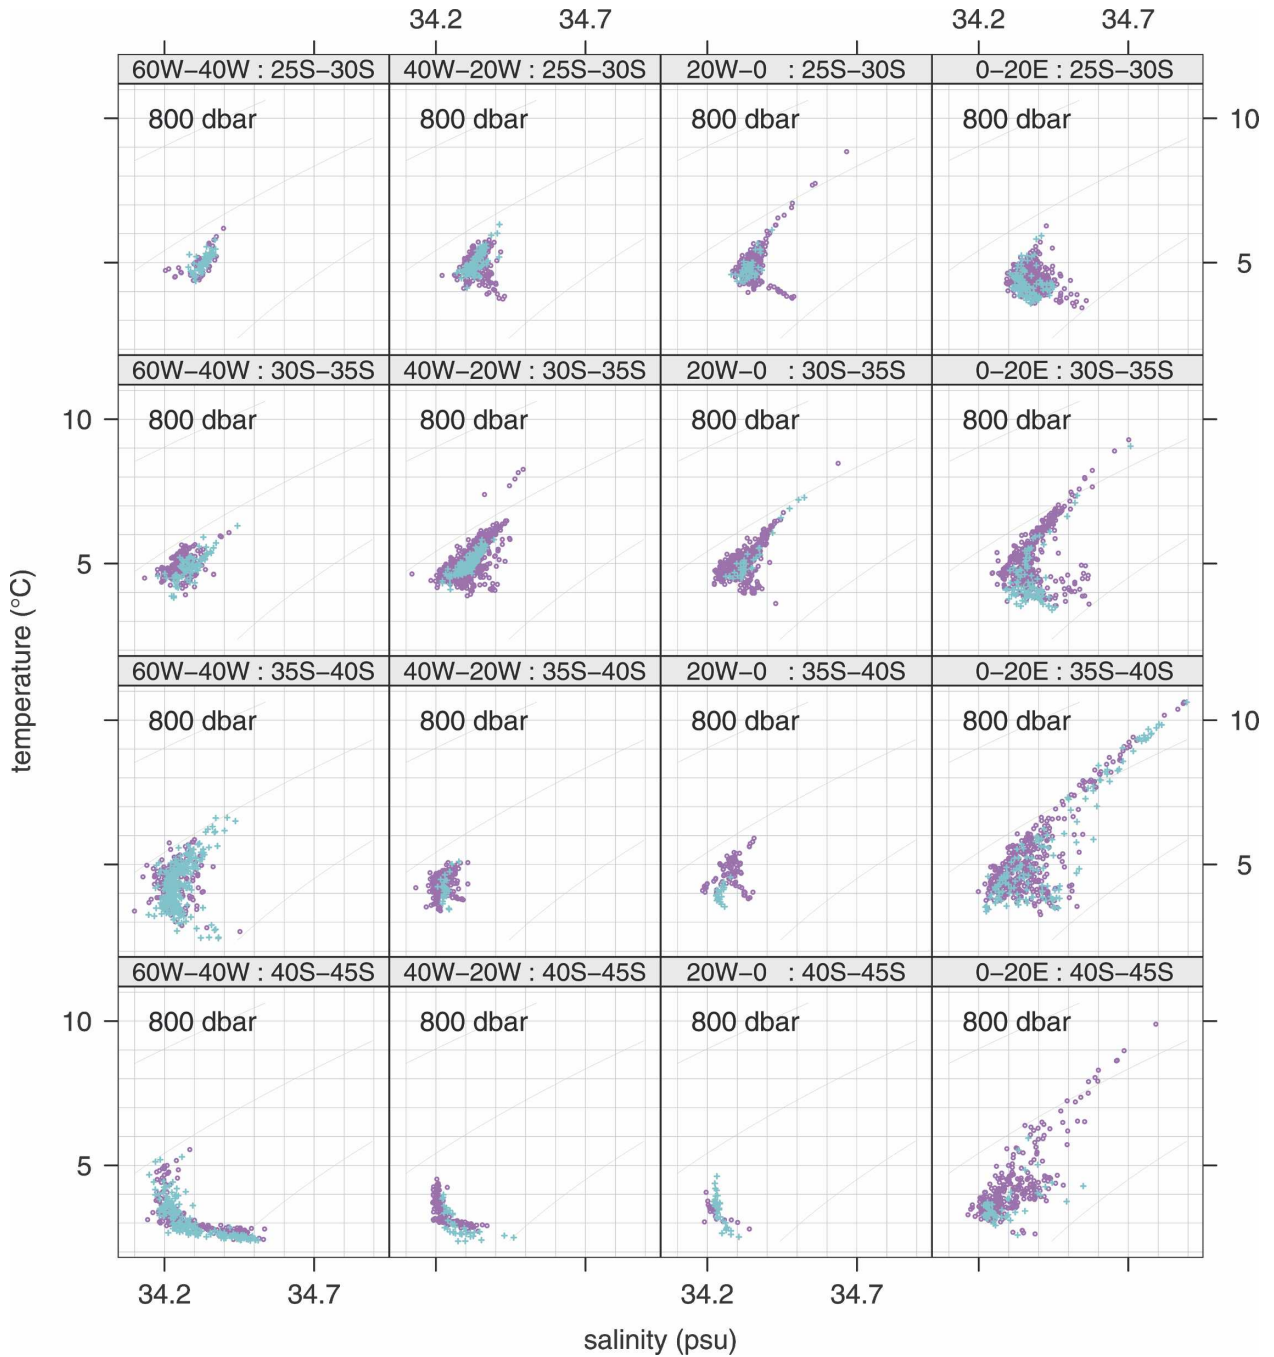 34.2 34.7 34.2 34.7
60W−40W : 25S−30S 40W−20W : 25S−30S 20W−0 : 25S−30S 0−20E : 25S−30S
800 dbar 800 dbar 800 dbar 800 dbar
10
5
60W−40W : 30S−35S 40W−20W : 30S−35S 20W−0 : 30S−35S 0−20E : 30S−35S
10
800 dbar 800 dbar 800 dbar 800 dbar
5
60W−40W : 35S−40S 40W−20W : 35S−40S 20W−0 : 35S−40S 0−20E : 35S−40S
800 dbar 800 dbar 800 dbar 800 dbar
10
5
60W−40W : 40S−45S 40W−20W : 40S−45S 20W−0 : 40S−45S 0−20E : 40S−45S
10
800 dbar 800 dbar 800 dbar 800 dbar
5
34.2 34.7 34.2 34.7
temperature (°C)
salinity (psu)